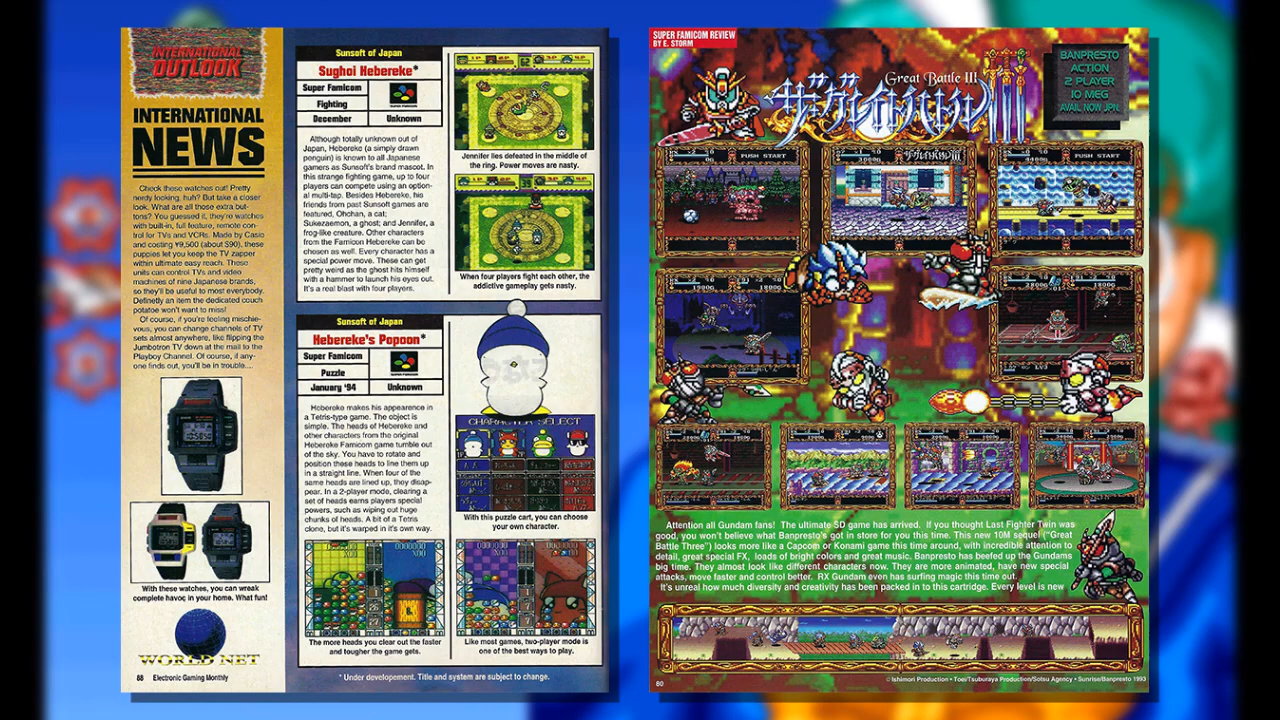 INTERNATIONAL
OUTLOOK
INTERNATIONAL
NEWS
Check these watches out! Pretty
nerdy looking, huh? But take a closer
look. What are all those extra but-
tons? You guessed it, they're watches
with built-in, full feature, remote con-
trol for TVs and VCRs. Made by Casio
and costing ¥9,500 (about $90), these
puppies let you keep the TV zapper
within ultimate easy reach. These
units can control TVs and video
machines of nine Japanese brands,
so they'll be useful to most everybody.
Definetly an item the dedicated couch
potatoe won't want to miss!
Of course, if you're feeling mischie-
vous, you can change channels of TV
sets almost anywhere, like flipping the
Jumbotron TV down at the mall to the
Playboy Channel. Of course, if any-
one finds out, you'll be in trouble....
With these watches, you can wreak
complete havoc in your home. What fun!
WORLD NET
88 Electronic Gaming Monthly
Sunsoft of Japan
Sughoi Hebereke*
Super Famicom
Fighting
December
Unknown
Although totally unknown out of
Japan, Hebereke (a simply drawn
penguin) is known to all Japanese
gamers as Sunsoft's brand mascot. In
this strange fighting game, up to four
players can compete using an option-
al multi-tap. Besides Hebereke, his
friends from past Sunsoft games are
featured, Ohchan, a cat;
Sukezaemon, a ghost; and Jennifer, a
frog-like creature. Other characters
from the Famicon Hebereke can be
chosen as well. Every character has a
special power move. These can get
pretty weird as the ghost hits himself
with a hammer to launch his eyes out.
It's a real blast with four players.
Jennifer lies defeated in the middle of
the ring. Power moves are nasty.
When four players fight each other, the
addictive gameplay gets nasty.
Sunsoft of Japan
Hebereke's Popoon*
Super Famicom
Puzzle
January '94
Unknown
Hebereke makes his appearence in
a Tetris-type game. The object is
simple. The heads of Hebereke and
other characters from the original
Hebereke Famicom game tumble out
of the sky. You have to rotate and
position these heads to line them up
in a straight line. When four of the
same heads are lined up, they disap-
pear. In a 2-player mode, clearing a
set of heads earns players special
powers, such as wiping out huge
chunks of heads. A bit of a Tetris
clone, but it's warped in it's own way.
CHARACTER SELECT
With this puzzle cart, you can choose
your own character.
The more heads you clear out the faster
and tougher the game gets.
Like most games, two-player mode is
one of the best ways to play.
* Under developement. Title and system are subject to change.
SUPER FAMICOM REVIEW
BY E. STORM
Great Battle III
ザ・グレイトバトルIII
BANPRESTO
ACTION
2 PLAYER
10 MEG
AVAIL NOW JPN.
PUSH START
PUSH START
Attention all Gundam fans! The ultimate SD game has arrived. If you thought Last Fighter Twin was
good, you won't believe what Banpresto's got in store for you this time. This new 10M sequel ("Great
Battle Three") looks more like a Capcom or Konami game this time around, with incredible attention to
detail, great special FX, loads of bright colors and great music. Banpresto has beefed up the Gundams
big time. They almost look like different characters now. They are more animated, have new special
attacks, move faster and control better. RX Gundam even has surfing magic this time out.
It's unreal how much diversity and creativity has been packed in to this cartridge. Every level is new
80
© Ishimori Production • Toei/Tsuburaya Production/Sotsu Agency • Sunrise/Banpresto 1993